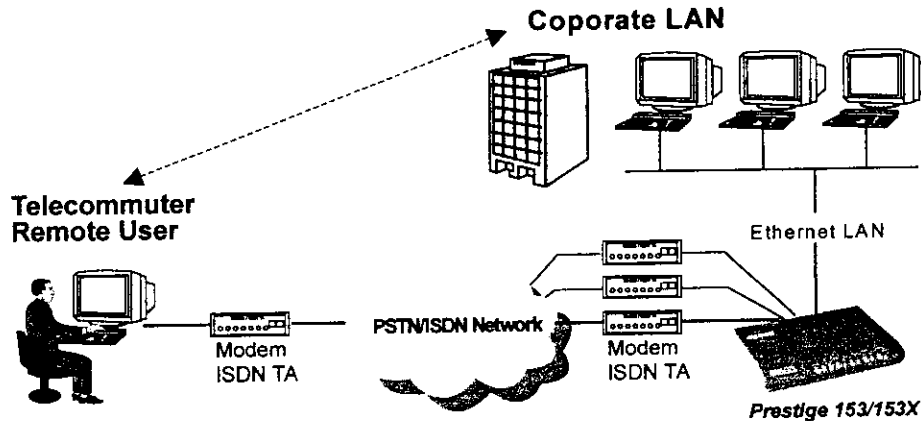 Coporate LAN
Telecommuter
Remote User
Ethernet LAN
PSTN/ISDN Network
Modem
ISDN TA
Modem
ISDN TA
Prestige 153/153X